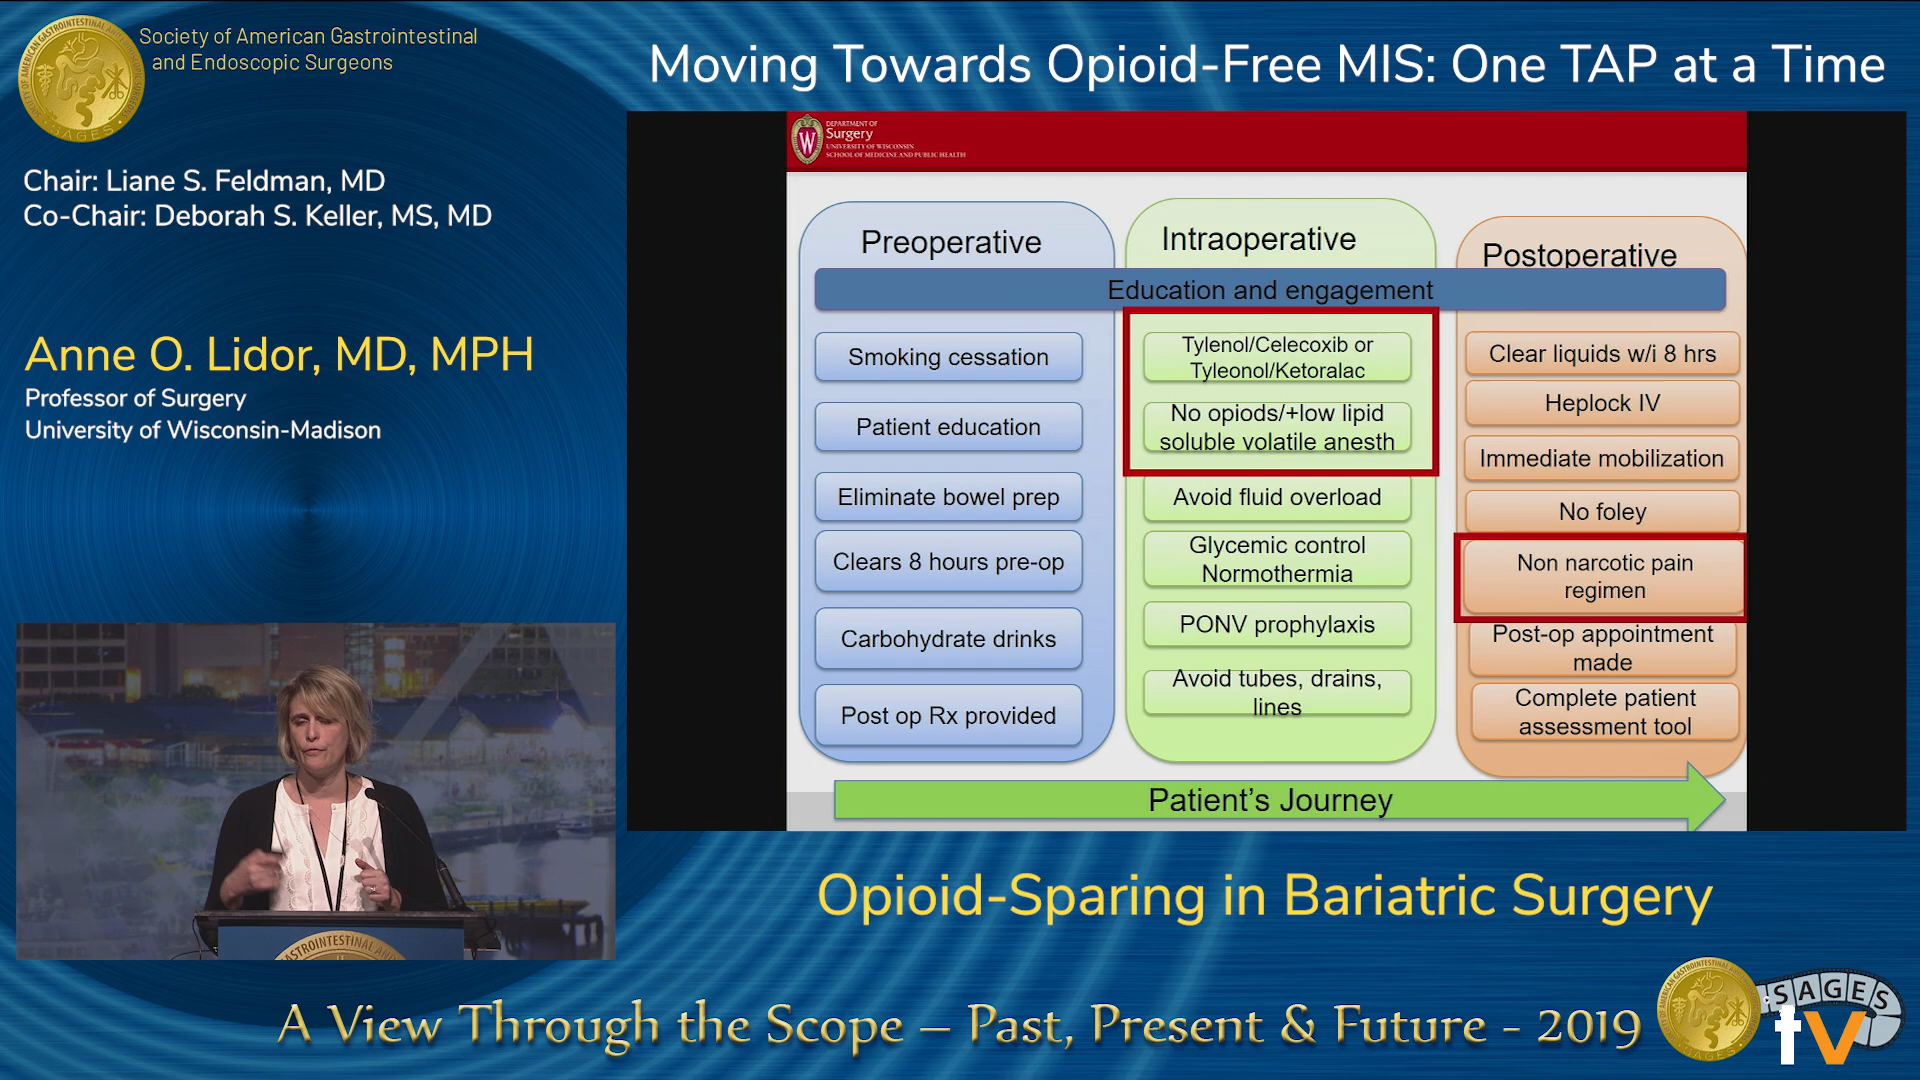 Society of American Gastrointestinal
and Endoscopic Surgeons
Moving Towards Opioid-Free MIS: One TAP at a Time
Chair: Liane S. Feldman, MD
Co-Chair: Deborah S. Keller, MS, MD
Anne O. Lidor, MD, MPH
Professor of Surgery
University of Wisconsin-Madison
W
DEPARTMENT OF
Surgery
UNIVERSITY OF WISCONSIN
SCHOOL OF MEDICINE AND PUBLIC HEALTH
Preoperative
Intraoperative
Postoperative
Education and engagement
Smoking cessation
Patient education
Eliminate bowel prep
Clears 8 hours pre-op
Carbohydrate drinks
Post op Rx provided
Tylenol/Celecoxib or
Tyleonol/Ketoralac
No opiods/+low lipid
soluble volatile anesth
Avoid fluid overload
Glycemic control
Normothermia
PONV prophylaxis
Avoid tubes, drains,
lines
Clear liquids w/i 8 hrs
Heplock IV
Immediate mobilization
No foley
Non narcotic pain
regimen
Post-op appointment
made
Complete patient
assessment tool
Patient's Journey
Opioid-Sparing in Bariatric Surgery
A View Through the Scope – Past, Present & Future - 2019
SAGES
tv